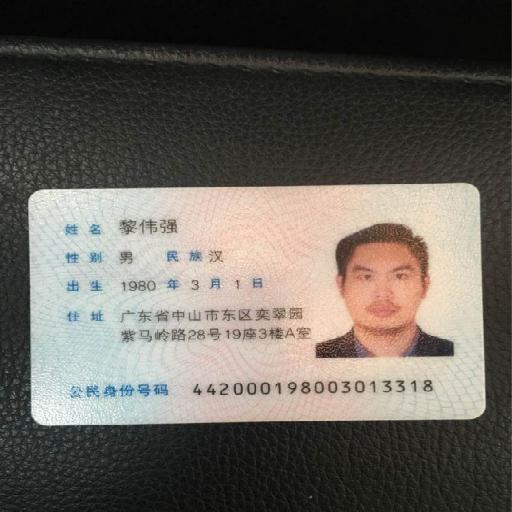 姓名 黎伟强
性别 男 民族 汉
出生 1980 年 3 月 1 日
住址 广东省中山市东区奕翠园
紫马岭路28号19座3楼A室
公民身份号码 442000198003013318